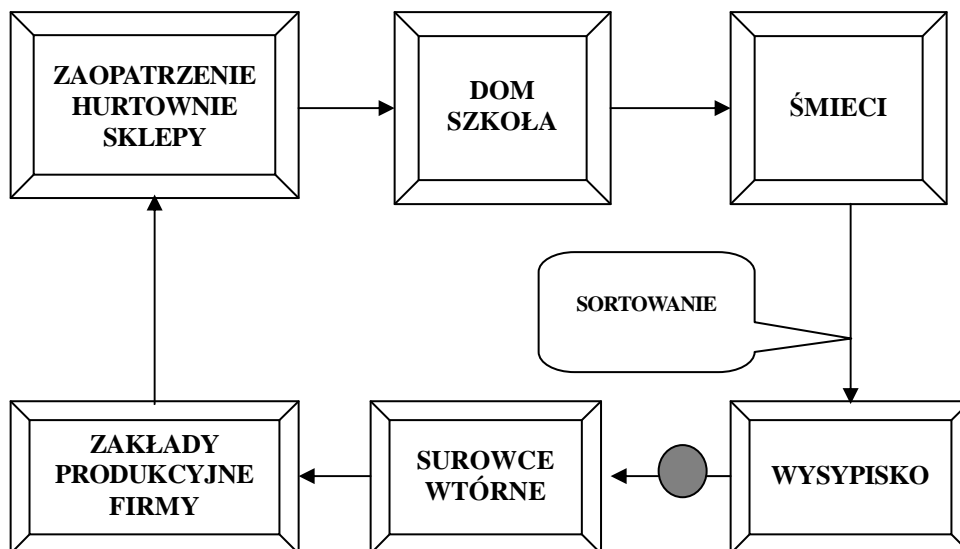 ZAOPATRZENIE
HURTOWNIE
SKLEPY
DOM
SZKOŁA
ŚMIECI
SORTOWANIE
ZAKŁADY
PRODUKCYJNE
FIRMY
SUROWCE
WTÓRNE
WYSYPISKO